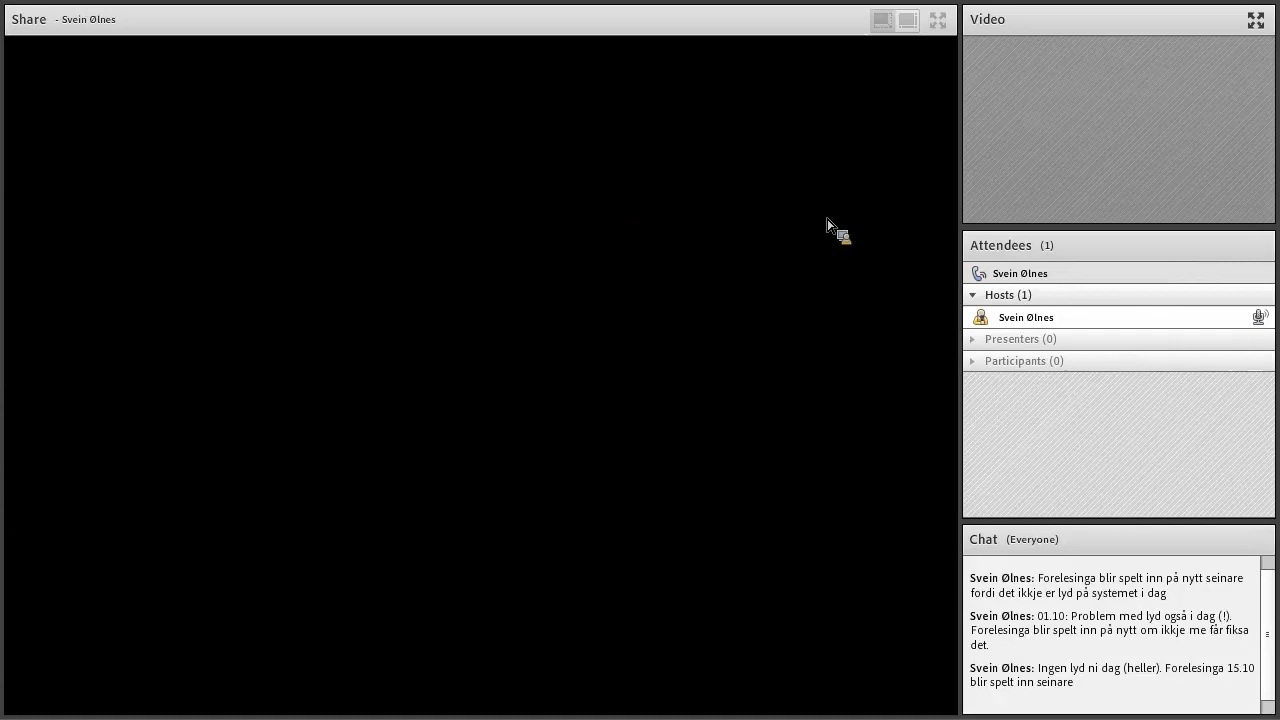 Share - Svein Ølnes
Video
Attendees (1)
Svein Ølnes
Hosts (1)
Svein Ølnes
Presenters (0)
Participants (0)
Chat (Everyone)
Svein Ølnes: Forelesinga blir spelt inn på nytt seinare
fordi det ikkje er lyd på systemet i dag
Svein Ølnes: 01.10: Problem med lyd også i dag (!).
Forelesinga blir spelt inn på nytt om ikkje me får fiksa
det.
Svein Ølnes: Ingen lyd ni dag (heller). Forelesinga 15.10
blir spelt inn seinare